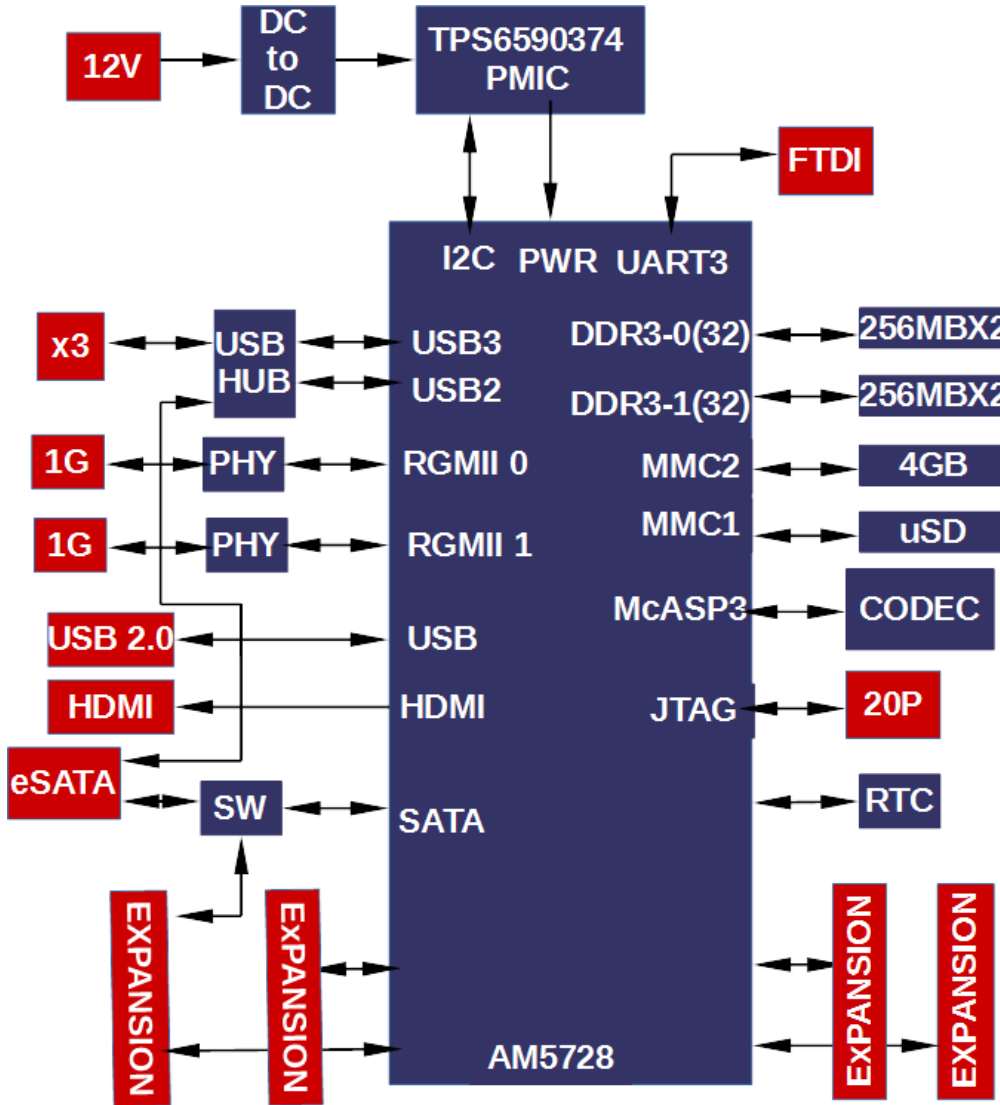 12V
DC
to
DC
TPS6590374
PMIC
FTDI
I2C
PWR
UART3
x3
USB
HUB
USB3
USB2
DDR3-0(32)
256MBX2
DDR3-1(32)
256MBX2
1G
PHY
RGMII 0
MMC2
4GB
1G
PHY
RGMII 1
MMC1
uSD
USB 2.0
USB
McASP3
CODEC
HDMI
HDMI
JTAG
20P
eSATA
SW
SATA
RTC
EXPANSION
ExPANSION
ExPANSION
EXPANSION
AM5728